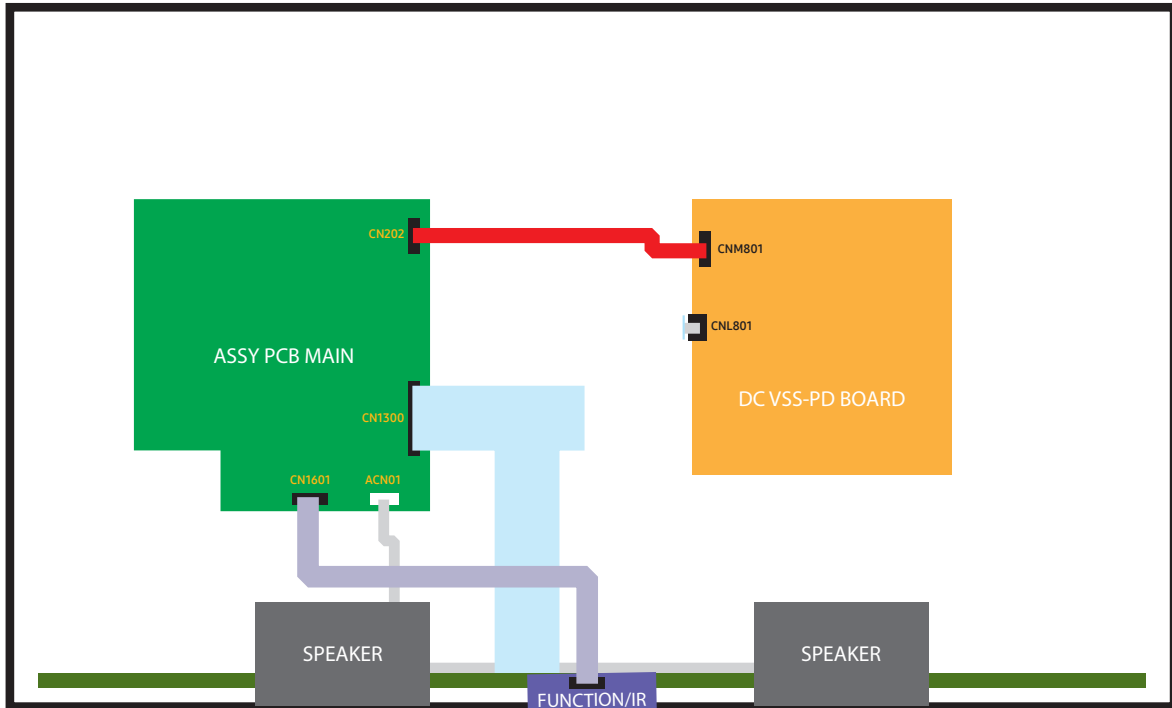 CN202
CNM801
CNL801
ASSY PCB MAIN
DC VSS-PD BOARD
CN1300
CN1601
ACN01
SPEAKER
SPEAKER
FUNCTION/IR